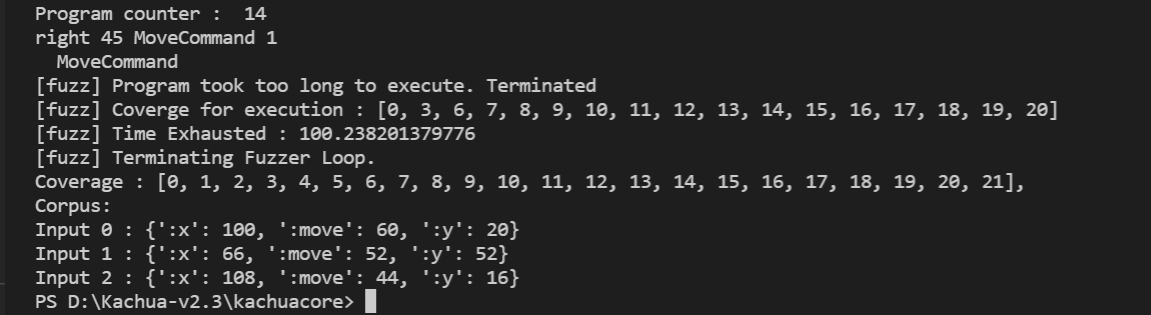 Program counter :  14
right 45 MoveCommand 1
  MoveCommand
[fuzz] Program took too long to execute. Terminated
[fuzz] Coverge for execution : [0, 3, 6, 7, 8, 9, 10, 11, 12, 13, 14, 15, 16, 17, 18, 19, 20]
[fuzz] Time Exhausted : 100.238201379776
[fuzz] Terminating Fuzzer Loop.
Coverage : [0, 1, 2, 3, 4, 5, 6, 7, 8, 9, 10, 11, 12, 13, 14, 15, 16, 17, 18, 19, 20, 21],
Corpus:
Input 0 : {':x': 100, ':move': 60, ':y': 20}
Input 1 : {':x': 66, ':move': 52, ':y': 52}
Input 2 : {':x': 108, ':move': 44, ':y': 16}
PS D:\Kachua-v2.3\kachuacore>